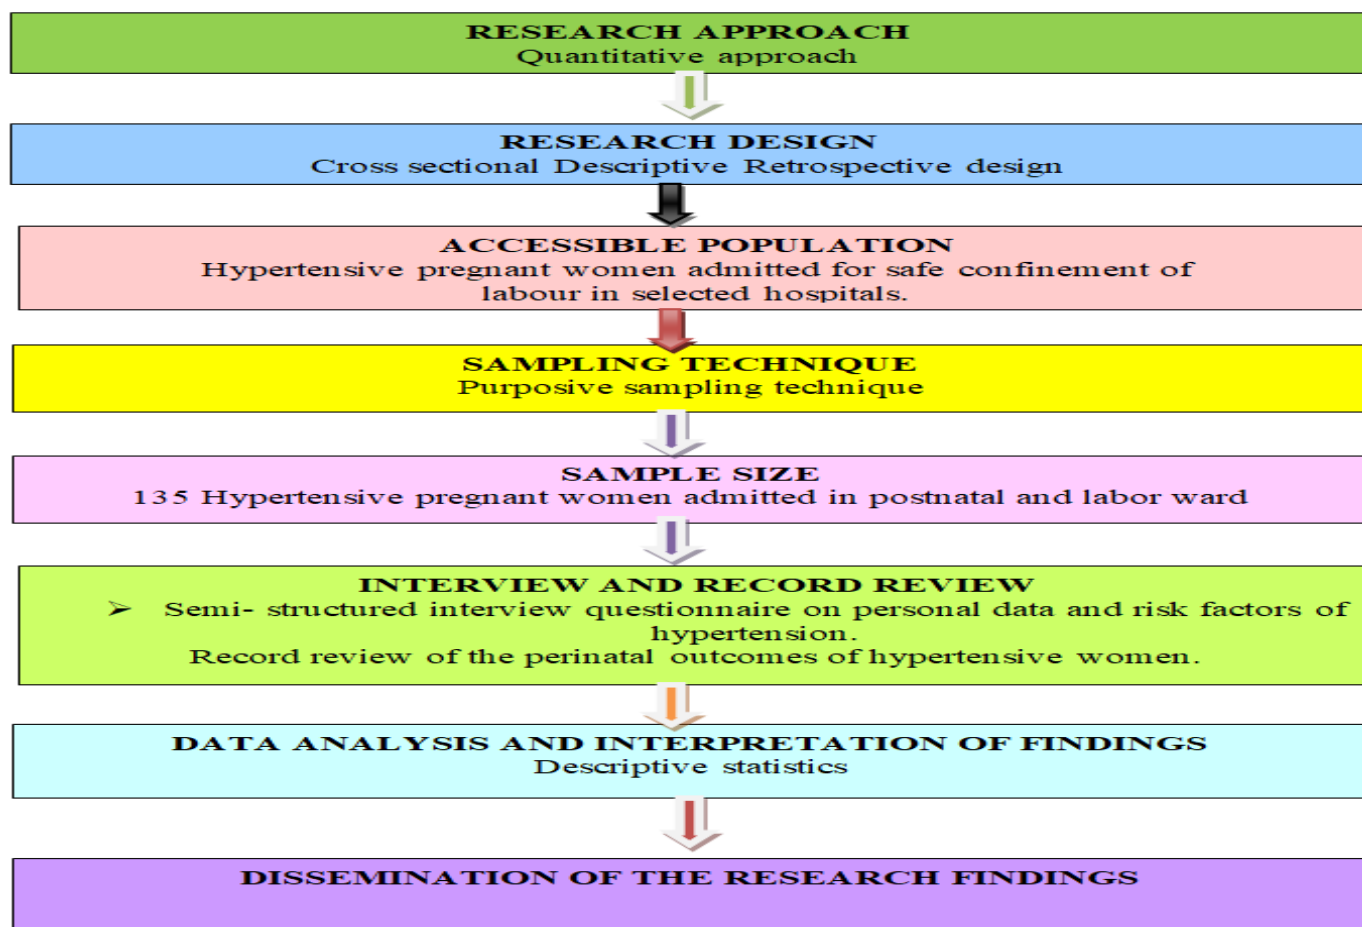 RESEARCH APPROACH
Quantitative approach
RESEARCH DESIGN
Cross sectional Descriptive Retrospective design
ACCESSIBLE POPULATION
Hypertensive pregnant women admitted for safe confinement of
labour in selected hospitals.
SAMPLING TECHNIQUE
Purposive sampling technique
SAMPLE SIZE
135 Hypertensive pregnant women admitted in postnatal and labor ward
INTERVIEW AND RECORD REVIEW
➢ Semi- structured interview questionnaire on personal data and risk factors of
hypertension.
Record review of the perinatal outcomes of hypertensive women.
DATA ANALYSIS AND INTERPRETATION OF FINDINGS
Descriptive statistics
DISSEMINATION OF THE RESEARCH FINDINGS